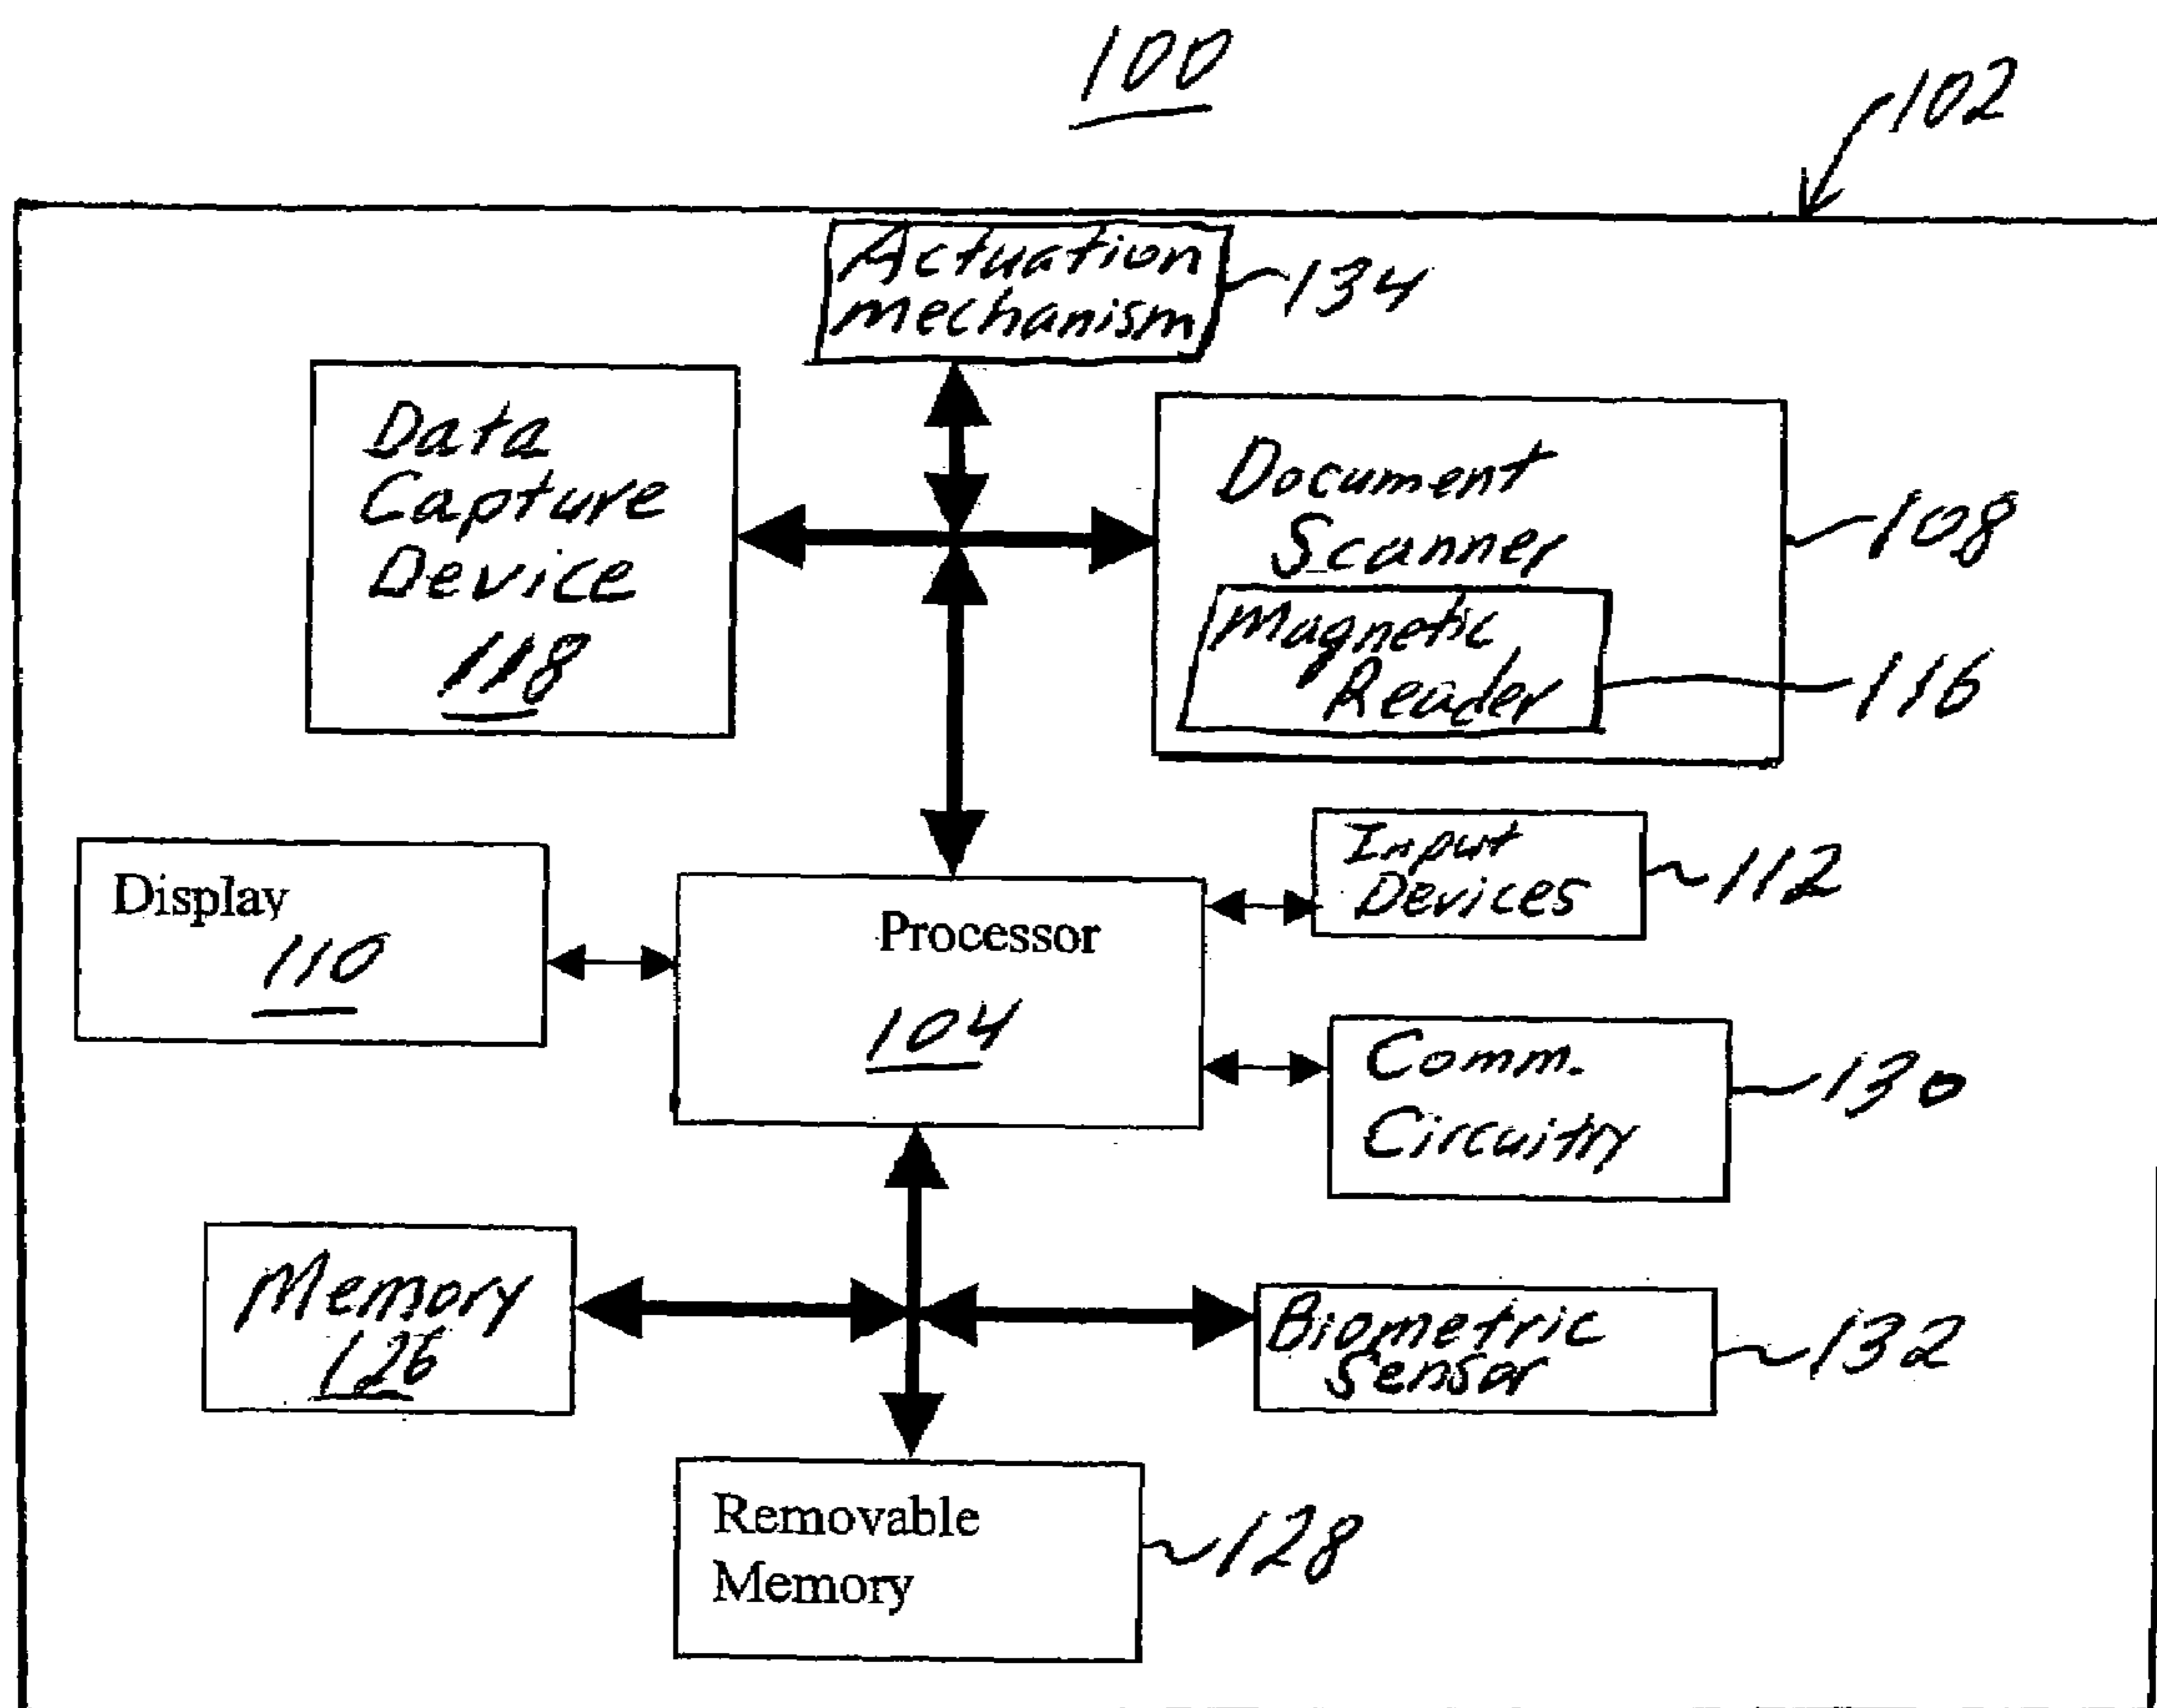 100
102
Actuation
mechanism
134
Data
Capture
Device
118
Document
Scanner
108
Magnetic
Reader
116
Display
110
Processor
104
Input
Devices
112
Comm.
Circuitry
130
Memory
126
Biometric
Sensor
132
Removable
Memory
128